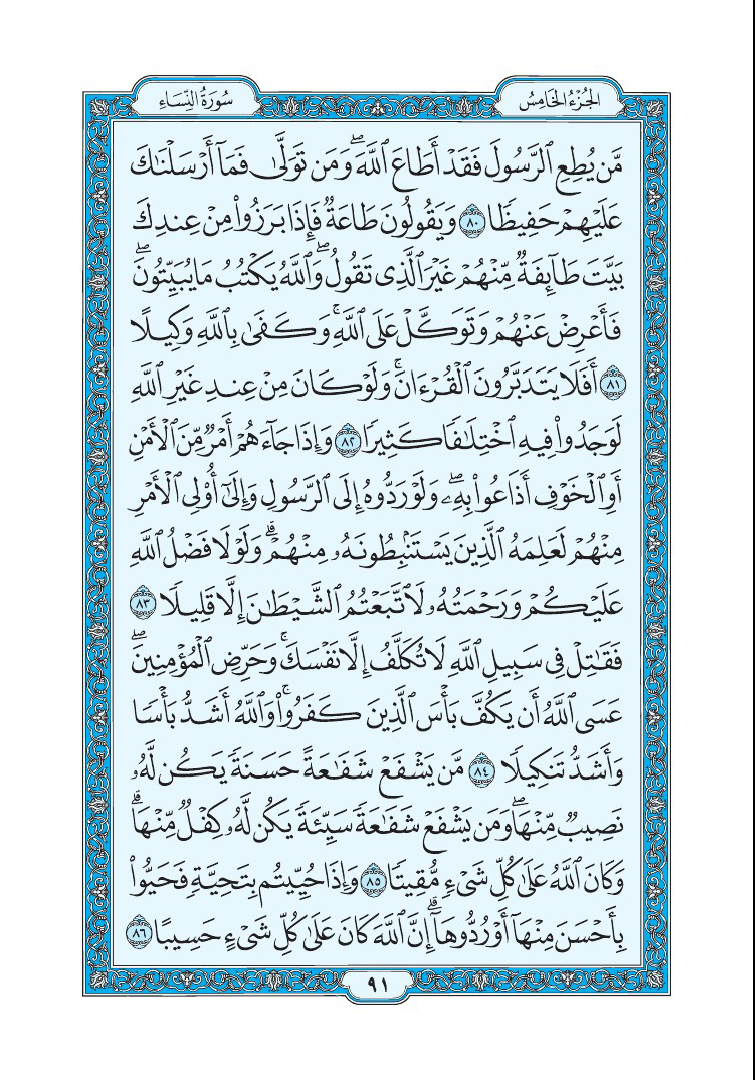 الجُزْءُ الخَامِسُ
سُورَةُ النِّسَاءِ
مَّن يُطِعِ ٱلرَّسُولَ فَقَدۡ أَطَاعَ ٱللَّهَۖ وَمَن تَوَلَّىٰ فَمَآ أَرۡسَلۡنَٰكَ
عَلَيۡهِمۡ حَفِيظٗا ٨٠ وَيَقُولُونَ طَاعَةٞ فَإِذَا بَرَزُواْ مِنۡ عِندِكَ
بَيَّتَ طَآئِفَةٞ مِّنۡهُمۡ غَيۡرَ ٱلَّذِي تَقُولُۖ وَٱللَّهُ يَكۡتُبُ مَا يُبَيِّتُونَۖ
فَأَعۡرِضۡ عَنۡهُمۡ وَتَوَكَّلۡ عَلَى ٱللَّهِۚ وَكَفَىٰ بِٱللَّهِ وَكِيلًا
٨١ أَفَلَا يَتَدَبَّرُونَ ٱلۡقُرۡءَانَۚ وَلَوۡ كَانَ مِنۡ عِندِ غَيۡرِ ٱللَّهِ
لَوَجَدُواْ فِيهِ ٱخۡتِلَٰفٗا كَثِيرٗا ٨٢ وَإِذَا جَآءَهُمۡ أَمۡرٞ مِّنَ ٱلۡأَمۡنِ
أَوِ ٱلۡخَوۡفِ أَذَاعُواْ بِهِۦۖ وَلَوۡ رَدُّوهُ إِلَى ٱلرَّسُولِ وَإِلَىٰٓ أُوْلِي ٱلۡأَمۡرِ
مِنۡهُمۡ لَعَلِمَهُ ٱلَّذِينَ يَسۡتَنۢبِطُونَهُۥ مِنۡهُمۡۗ وَلَوۡلَا فَضۡلُ ٱللَّهِ
عَلَيۡكُمۡ وَرَحۡمَتُهُۥ لَٱتَّبَعۡتُمُ ٱلشَّيۡطَٰنَ إِلَّا قَلِيلٗا ٨٣
فَقَٰتِلۡ فِي سَبِيلِ ٱللَّهِ لَا تُكَلَّفُ إِلَّا نَفۡسَكَۚ وَحَرِّضِ ٱلۡمُؤۡمِنِينَۖ
عَسَى ٱللَّهُ أَن يَكُفَّ بَأۡسَ ٱلَّذِينَ كَفَرُواْۚ وَٱللَّهُ أَشَدُّ بَأۡسٗا
وَأَشَدُّ تَنكِيلٗا ٨٤ مَّن يَشۡفَعۡ شَفَٰعَةً حَسَنَةٗ يَكُن لَّهُۥ
نَصِيبٞ مِّنۡهَاۖ وَمَن يَشۡفَعۡ شَفَٰعَةٗ سَيِّئَةٗ يَكُن لَّهُۥ كِفۡلٞ مِّنۡهَاۗ
وَكَانَ ٱللَّهُ عَلَىٰ كُلِّ شَيۡءٖ مُّقِيتٗا ٨٥ وَإِذَا حُيِّيتُم بِتَحِيَّةٖ فَحَيُّواْ
بِأَحۡسَنَ مِنۡهَآ أَوۡ رُدُّوهَآۗ إِنَّ ٱللَّهَ كَانَ عَلَىٰ كُلِّ شَيۡءٍ حَسِيبًا ٨٦
٩١